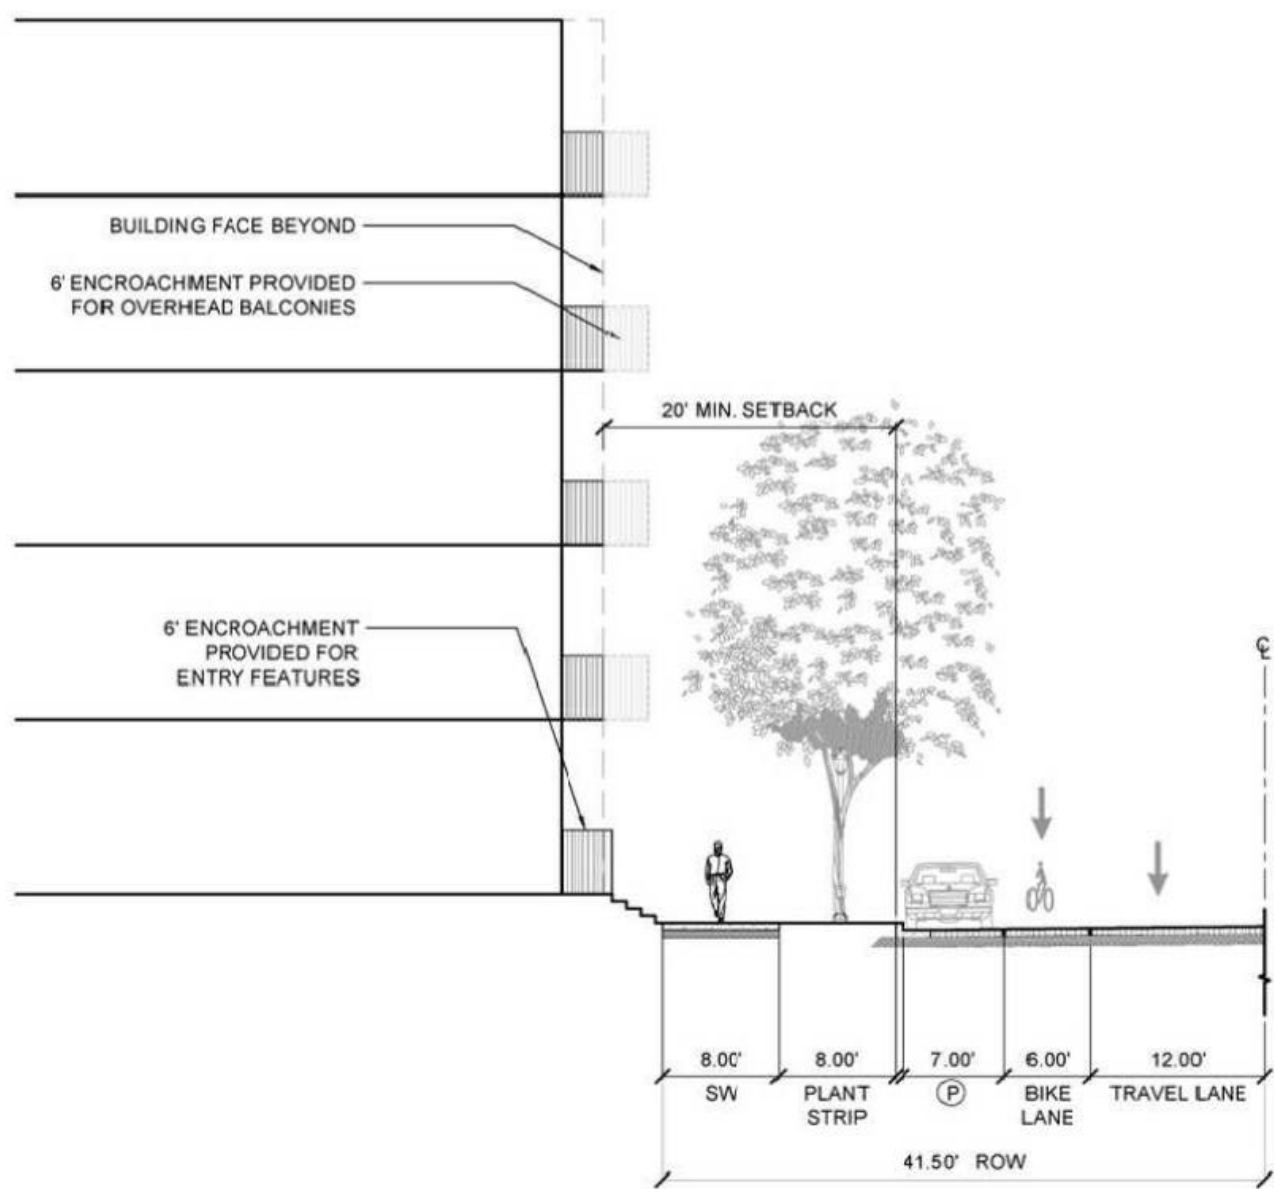 BUILDING FACE BEYOND
6' ENCROACHMENT PROVIDED
FOR OVERHEAD BALCONIES
20' MIN. SETBACK
6' ENCROACHMENT
PROVIDED FOR
ENTRY FEATURES
℄
8.00'
8.00'
7.00'
6.00'
12.00'
SW
PLANT
STRIP
P
BIKE
LANE
TRAVEL LANE
41.50' ROW